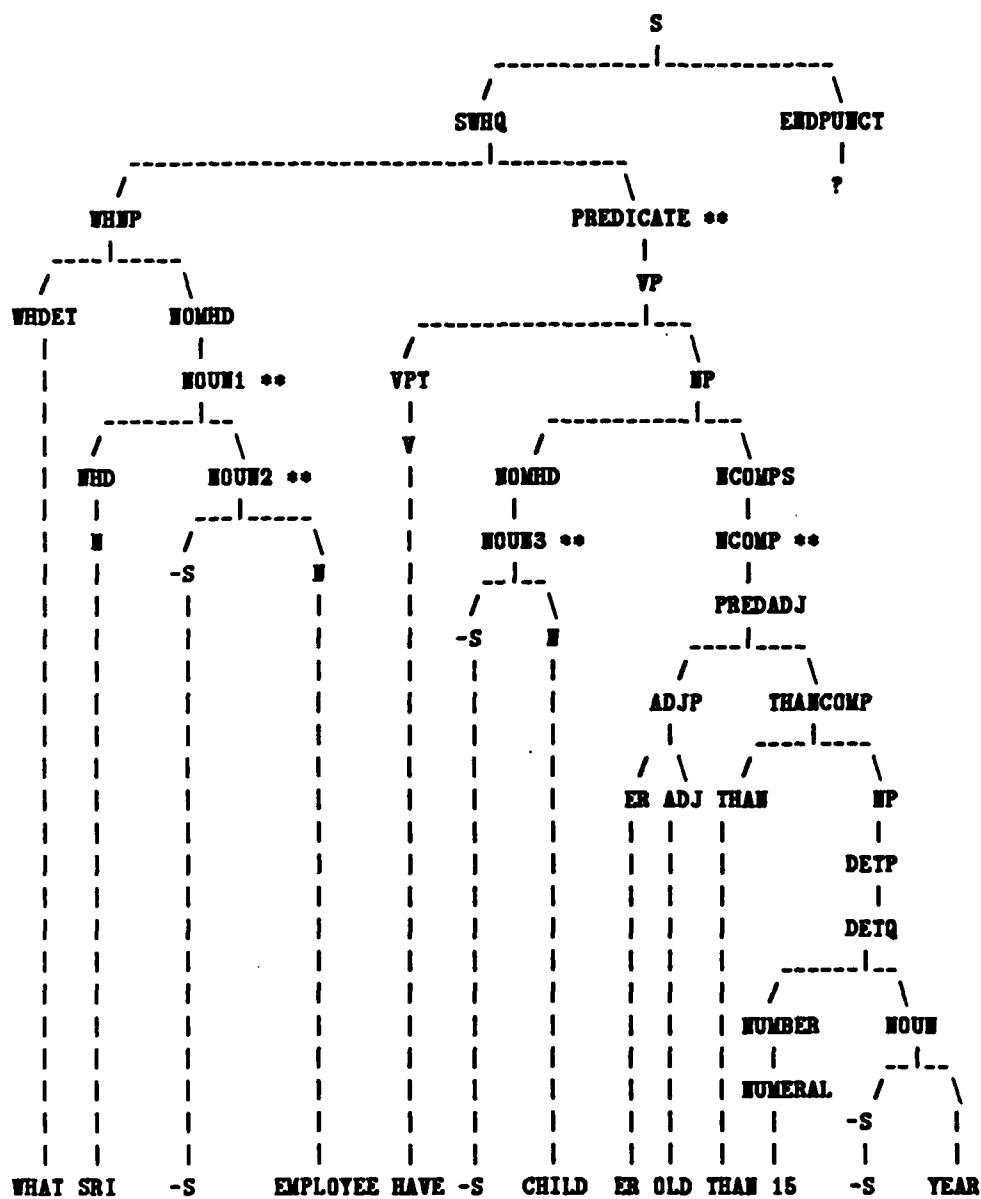 S
SWHQ ENDPUNCT
?
WHNP PREDICATE **
VP
WHDET NOMHD
NOUN1 ** VPT NP
V
NHD NOUN2 ** NOMHD NCOMPS
N NOUN3 ** NCOMP **
-S N
PREDADJ
-S N
ADJP THANCOMP
ER ADJ THAN NP
DETP
DETQ
NUMBER NOUN
NUMERAL
-S
WHAT SRI -S EMPLOYEE HAVE -S CHILD ER OLD THAN 15 -S YEAR